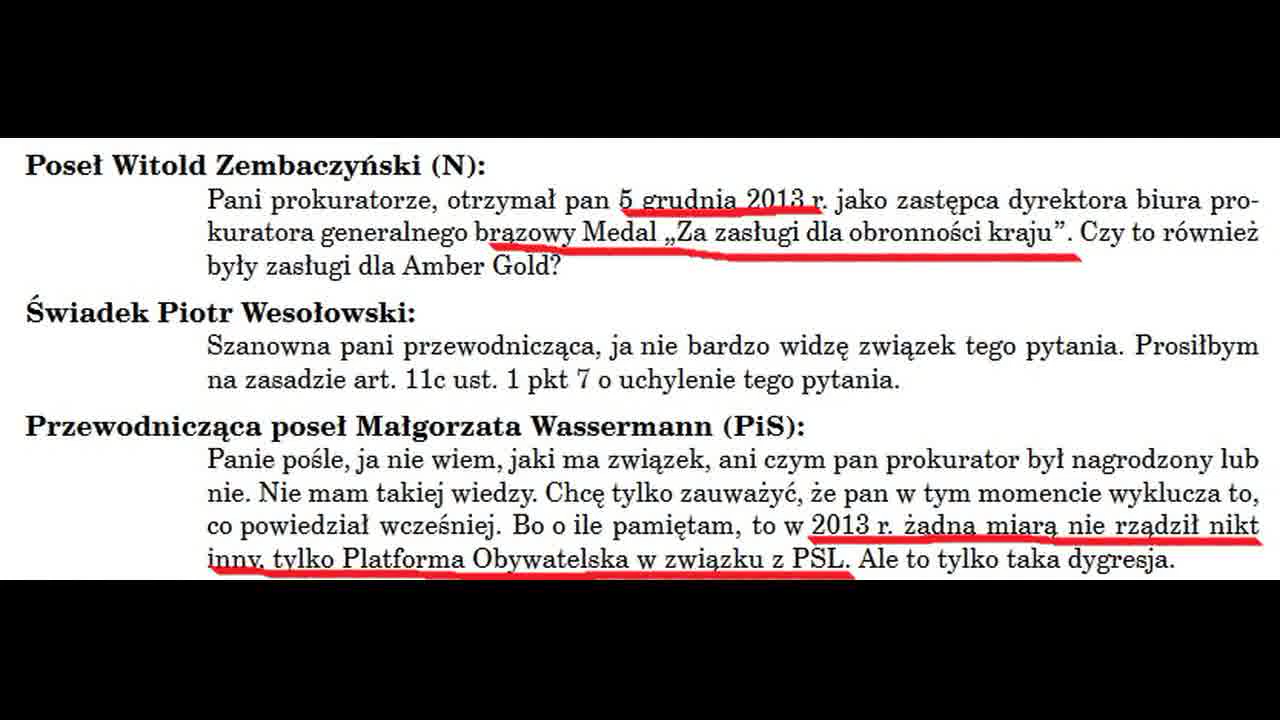 Poseł Witold Zembaczyński (N):
Pani prokuratorze, otrzymał pan 5 grudnia 2013 r. jako zastępca dyrektora biura pro-
kuratora generalnego brązowy Medal „Za zasługi dla obronności kraju”. Czy to również
były zasługi dla Amber Gold?
Świadek Piotr Wesołowski:
Szanowna pani przewodnicząca, ja nie bardzo widzę związek tego pytania. Prosiłbym
na zasadzie art. 11c ust. 1 pkt 7 o uchylenie tego pytania.
Przewodnicząca poseł Małgorzata Wassermann (PiS):
Panie pośle, ja nie wiem, jaki ma związek, ani czym pan prokurator był nagrodzony lub
nie. Nie mam takiej wiedzy. Chcę tylko zauważyć, że pan w tym momencie wyklucza to,
co powiedział wcześniej. Bo o ile pamiętam, to w 2013 r. żadną miarą nie rządził nikt
inny, tylko Platforma Obywatelska w związku z PSL. Ale to tylko taka dygresja.